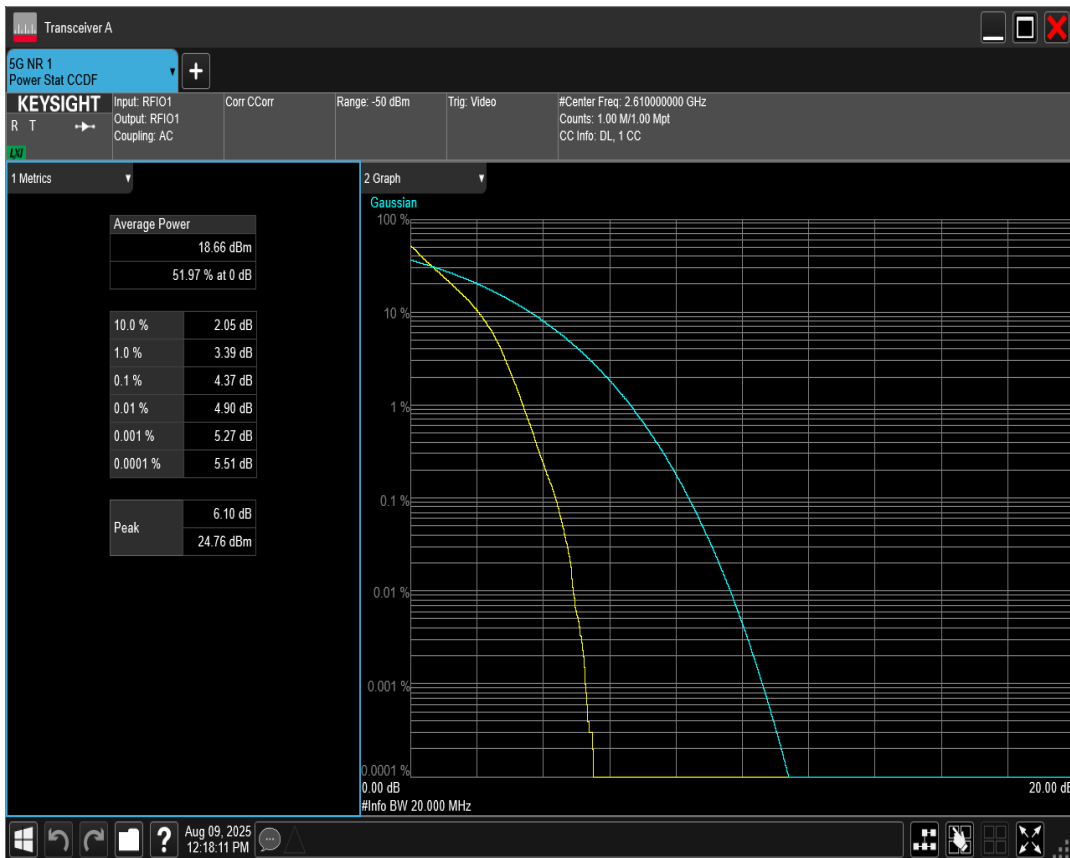 Transceiver A
5G NR 1
Power Stat CCDF
+
KEYSIGHT
R T
LXI
Input: RFIO1
Output: RFIO1
Coupling: AC
Corr CCorr
Range: -50 dBm
Trig: Video
#Center Freq: 2.610000000 GHz
Counts: 1.00 M/1.00 Mpt
CC Info: DL, 1 CC
1 Metrics
Average Power
18.66 dBm
51.97 % at 0 dB
10.0 % 2.05 dB
1.0 % 3.39 dB
0.1 % 4.37 dB
0.01 % 4.90 dB
0.001 % 5.27 dB
0.0001 % 5.51 dB
Peak 6.10 dB
24.76 dBm
2 Graph
Gaussian
100 %
10 %
1 %
0.1 %
0.01 %
0.001 %
0.0001 %
0.00 dB 20.00 dB
#Info BW 20.000 MHz
? Aug 09, 2025
12:18:11 PM